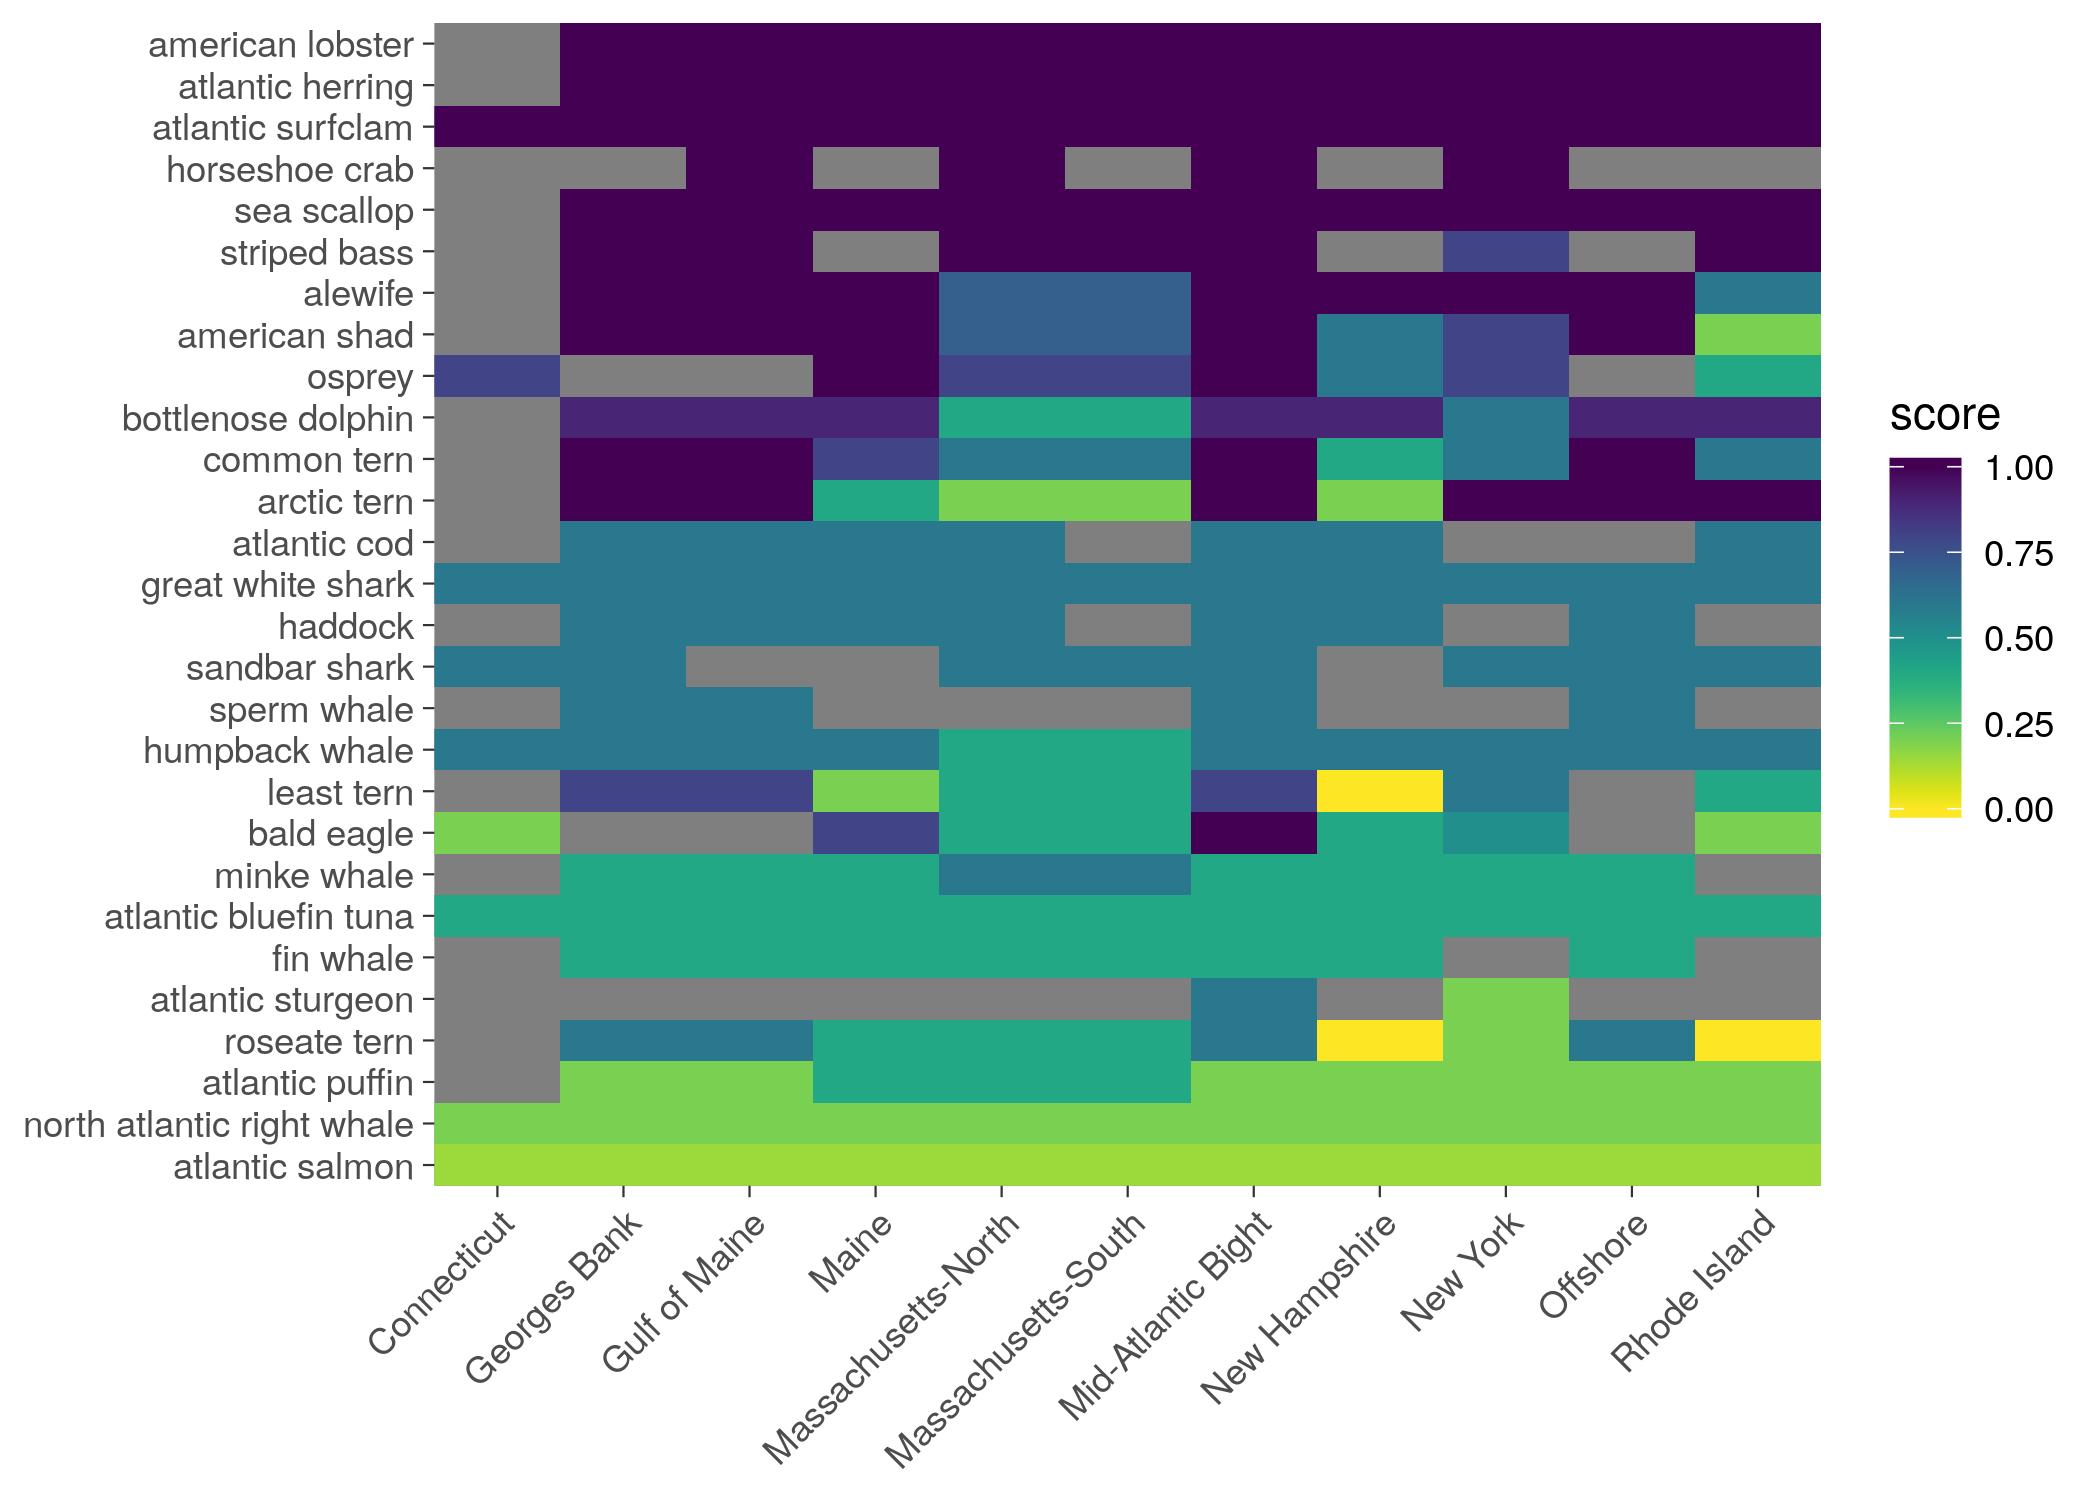 american lobster
atlantic herring
atlantic surfclam
horseshoe crab
sea scallop
striped bass
alewife
american shad
osprey
bottlenose dolphin
common tern
arctic tern
atlantic cod
great white shark
haddock
sandbar shark
sperm whale
humpback whale
least tern
bald eagle
minke whale
atlantic bluefin tuna
fin whale
atlantic sturgeon
roseate tern
atlantic puffin
north atlantic right whale
atlantic salmon
Connecticut
Georges Bank
Gulf of Maine
Maine
Massachusetts-North
Massachusetts-South
Mid-Atlantic Bight
New Hampshire
New York
Offshore
Rhode Island
score
1.00
0.75
0.50
0.25
0.00